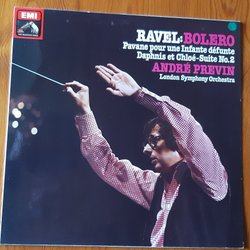 EMI
RAVEL: BOLERO
Pavane pour une Infante défunte
Daphnis et Chloé-Suite No.2
ANDRÉ PREVIN
London Symphony Orchestra